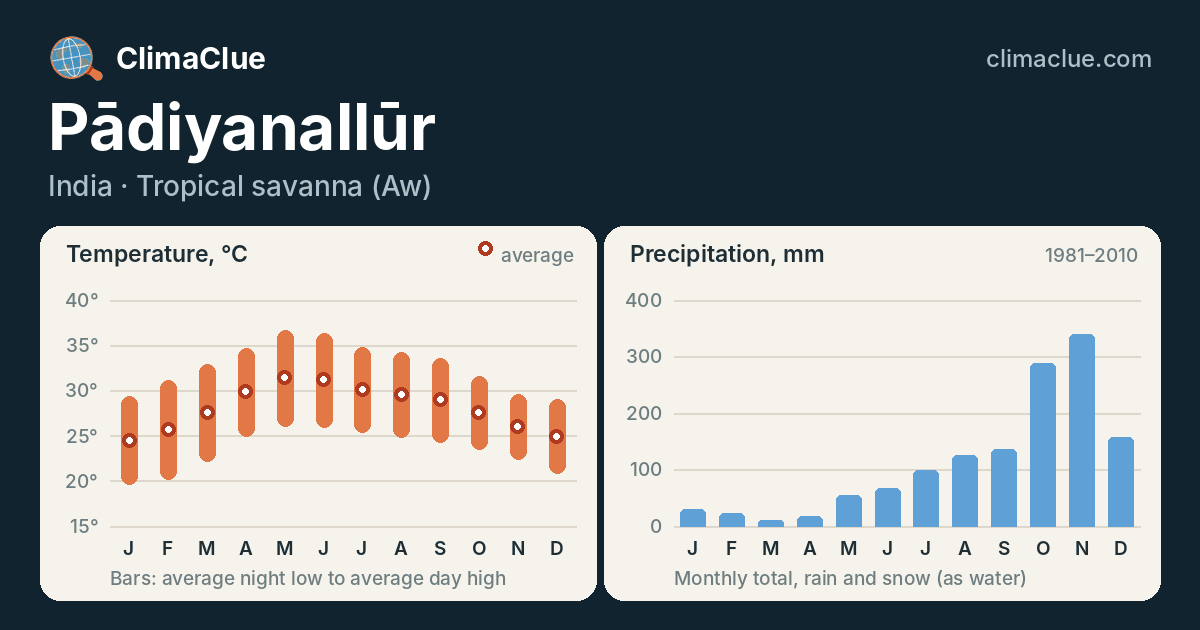 ClimaClue
climaclue.com
Pādiyanallūr
India · Tropical savanna (Aw)
Temperature, °C
average
40°
35°
30°
25°
20°
15°
J F M A M J J A S O N D
Bars: average night low to average day high
Precipitation, mm
1981–2010
400
300
200
100
0
J F M A M J J A S O N D
Monthly total, rain and snow (as water)